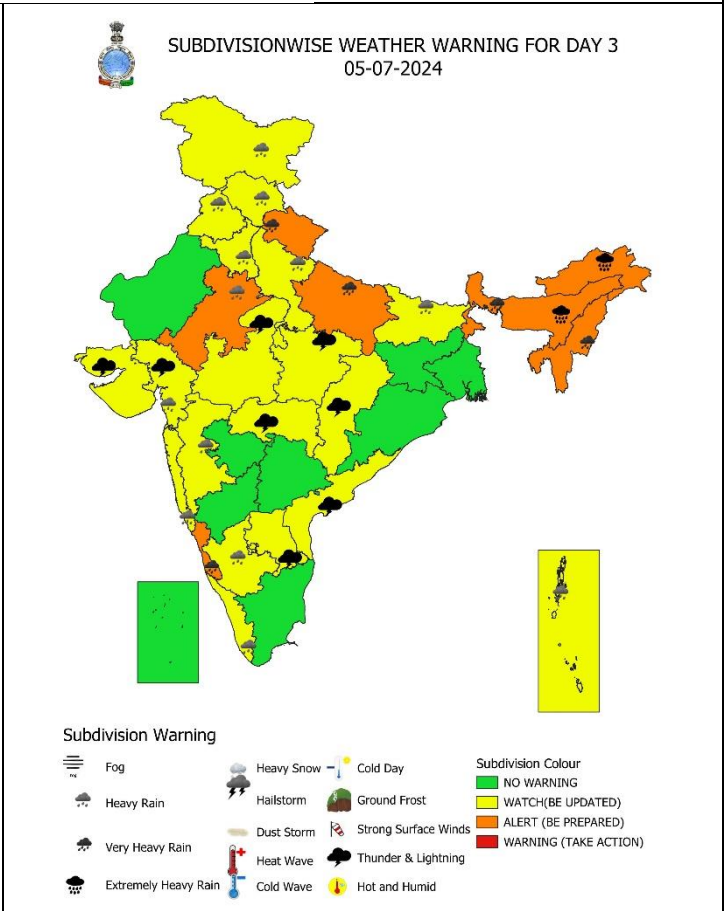 SUBDIVISIONWISE WEATHER WARNING FOR DAY 3
05-07-2024
Subdivision Warning
Fog
Heavy Rain
Very Heavy Rain
Extremely Heavy Rain
Heavy Snow
Hailstorm
Dust Storm
Heat Wave
Cold Wave
Cold Day
Ground Frost
Strong Surface Winds
Thunder & Lightning
Hot and Humid
Subdivision Colour
NO WARNING
WATCH(BE UPDATED)
ALERT (BE PREPARED)
WARNING (TAKE ACTION)